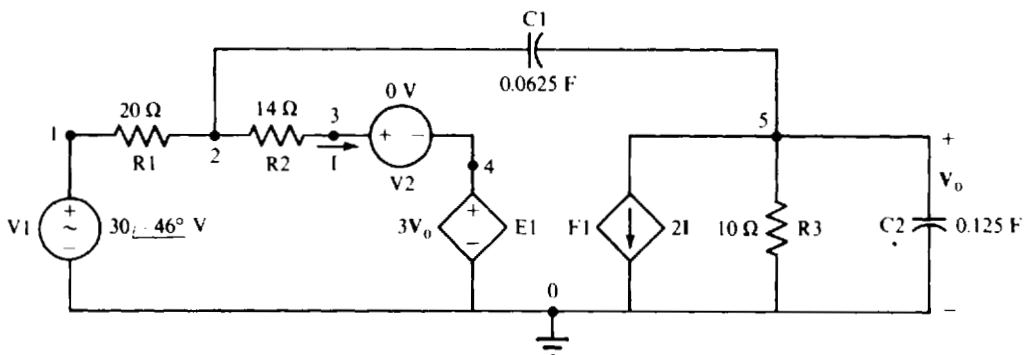 C1
0.0625 F
0 V
20 Ω
14 Ω
3
5
1
2
+ −
+
R1
R2
I
V2
4
V₀
V1
+
~
−
30 −46° V
3V₀
+
−
E1
F1
2I
10 Ω
R3
C2
0.125 F
0
−